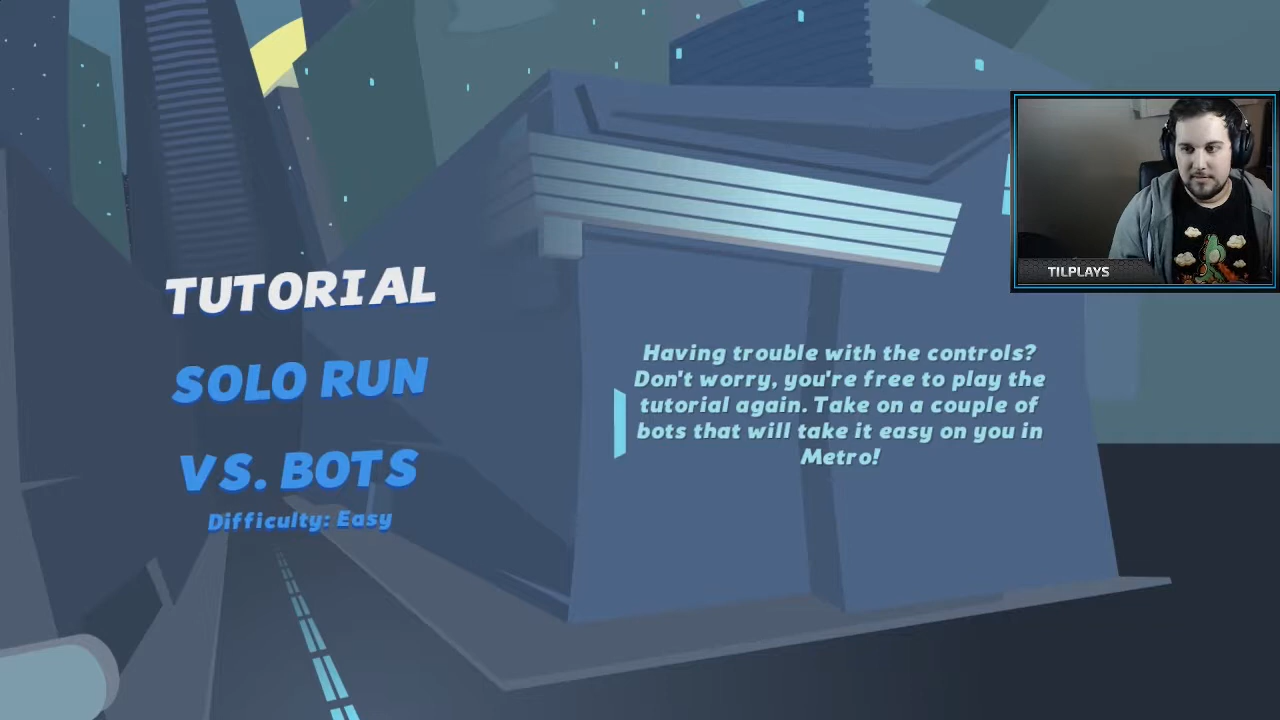 TUTORIAL
SOLO RUN
VS. BOTS
Difficulty: Easy
Having trouble with the controls?
Don't worry, you're free to play the
tutorial again. Take on a couple of
bots that will take it easy on you in
Metro!
TILPLAYS